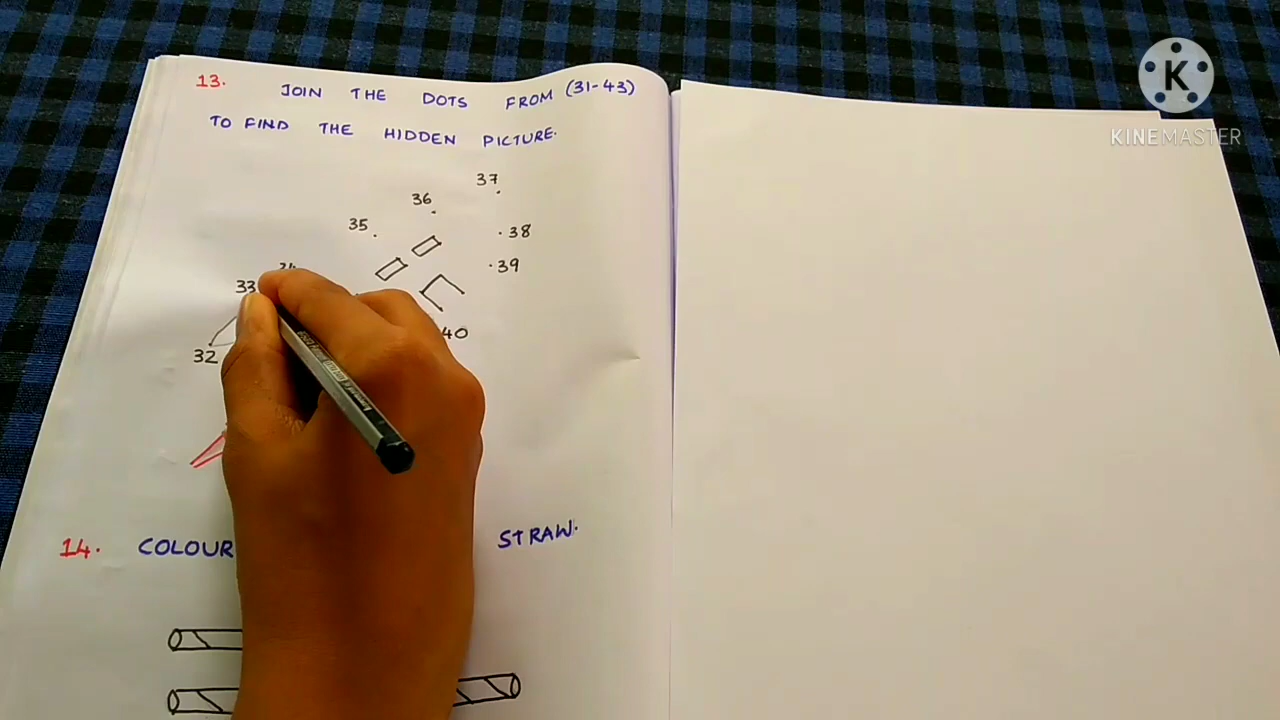 13. JOIN THE DOTS FROM (31-43)
TO FIND THE HIDDEN PICTURE.
37
36
35
38
39
33
40
32
14. COLOUR STRAW.
K
KINEMASTER